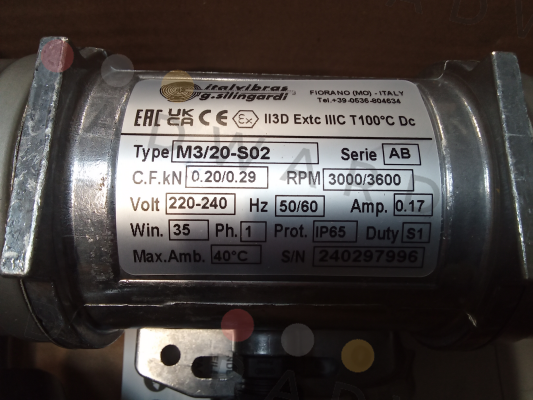 italvibras
g.silingardi
FIORANO (MO) - ITALY
Tel.+39-0536-804634
EAC UK CA CE Ex II3D Extc IIIC T100°C Dc
Type M3/20-S02 Serie AB
C.F.kN 0.20/0.29 RPM 3000/3600
Volt 220-240 Hz 50/60 Amp. 0.17
Win. 35 Ph. 1 Prot. IP65 Duty S1
Max.Amb. 40°C S/N 240297996